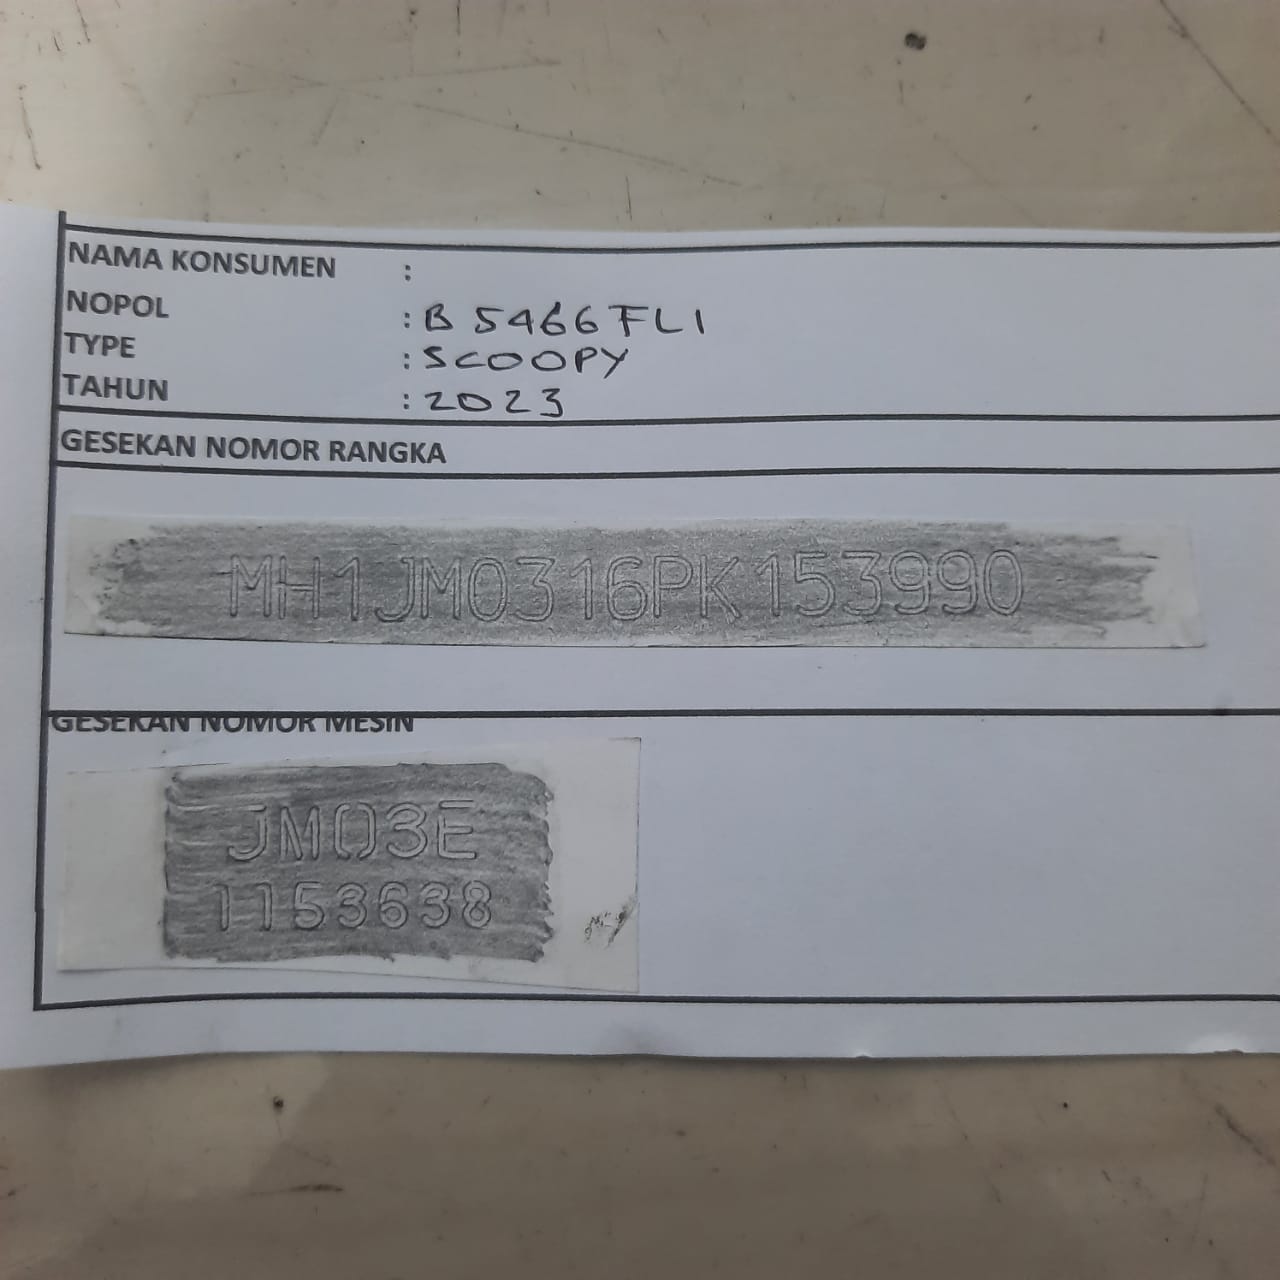 NAMA KONSUMEN :
NOPOL : B 5466 FLI
TYPE : SCOOPY
TAHUN : 2023
GESEKAN NOMOR RANGKA
MH1JM0316PK153990
GESEKAN NOMOR MESIN
JM03E
1153638